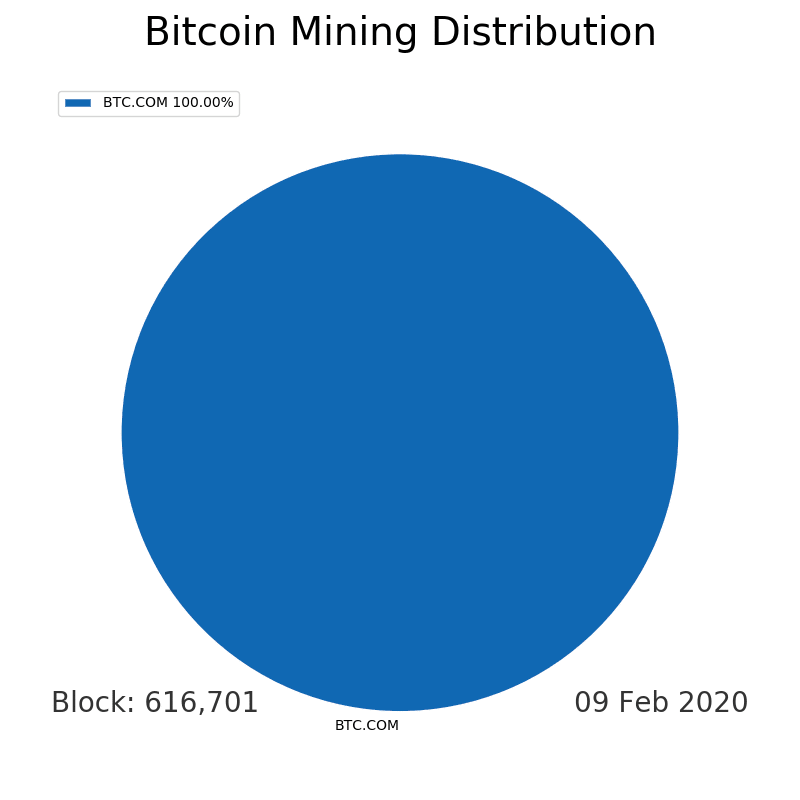 Bitcoin Mining Distribution
BTC.COM 100.00%
Block: 616,701
09 Feb 2020
BTC.COM